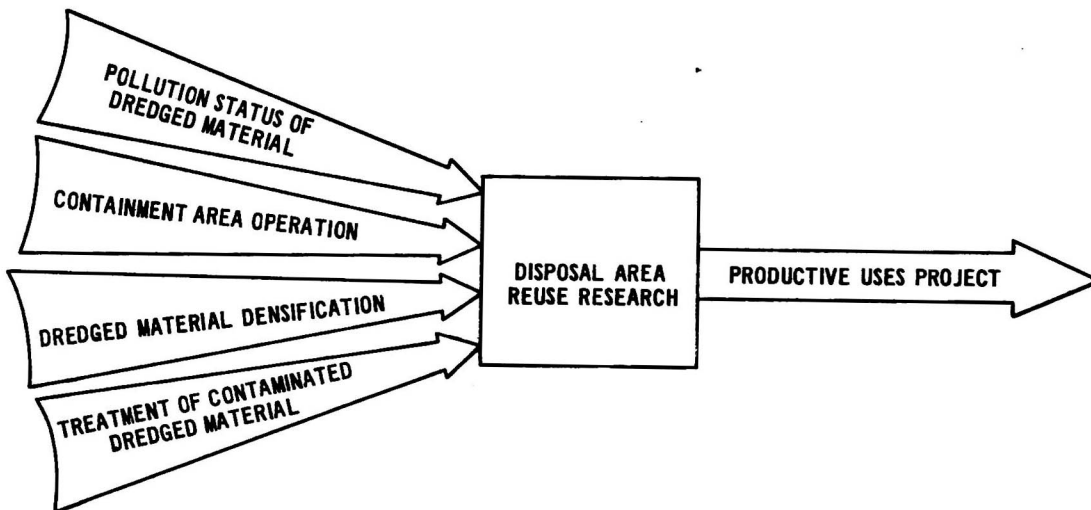 POLLUTION STATUS OF
DREDGED MATERIAL
CONTAINMENT AREA OPERATION
DREDGED MATERIAL DENSIFICATION
TREATMENT OF CONTAMINATED
DREDGED MATERIAL
DISPOSAL AREA
REUSE RESEARCH
PRODUCTIVE USES PROJECT